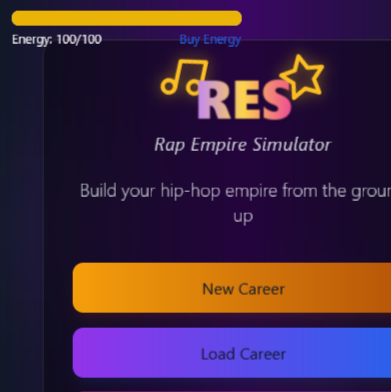 Energy: 100/100 Buy Energy
RES
Rap Empire Simulator
Build your hip-hop empire from the groun
up
New Career
Load Career